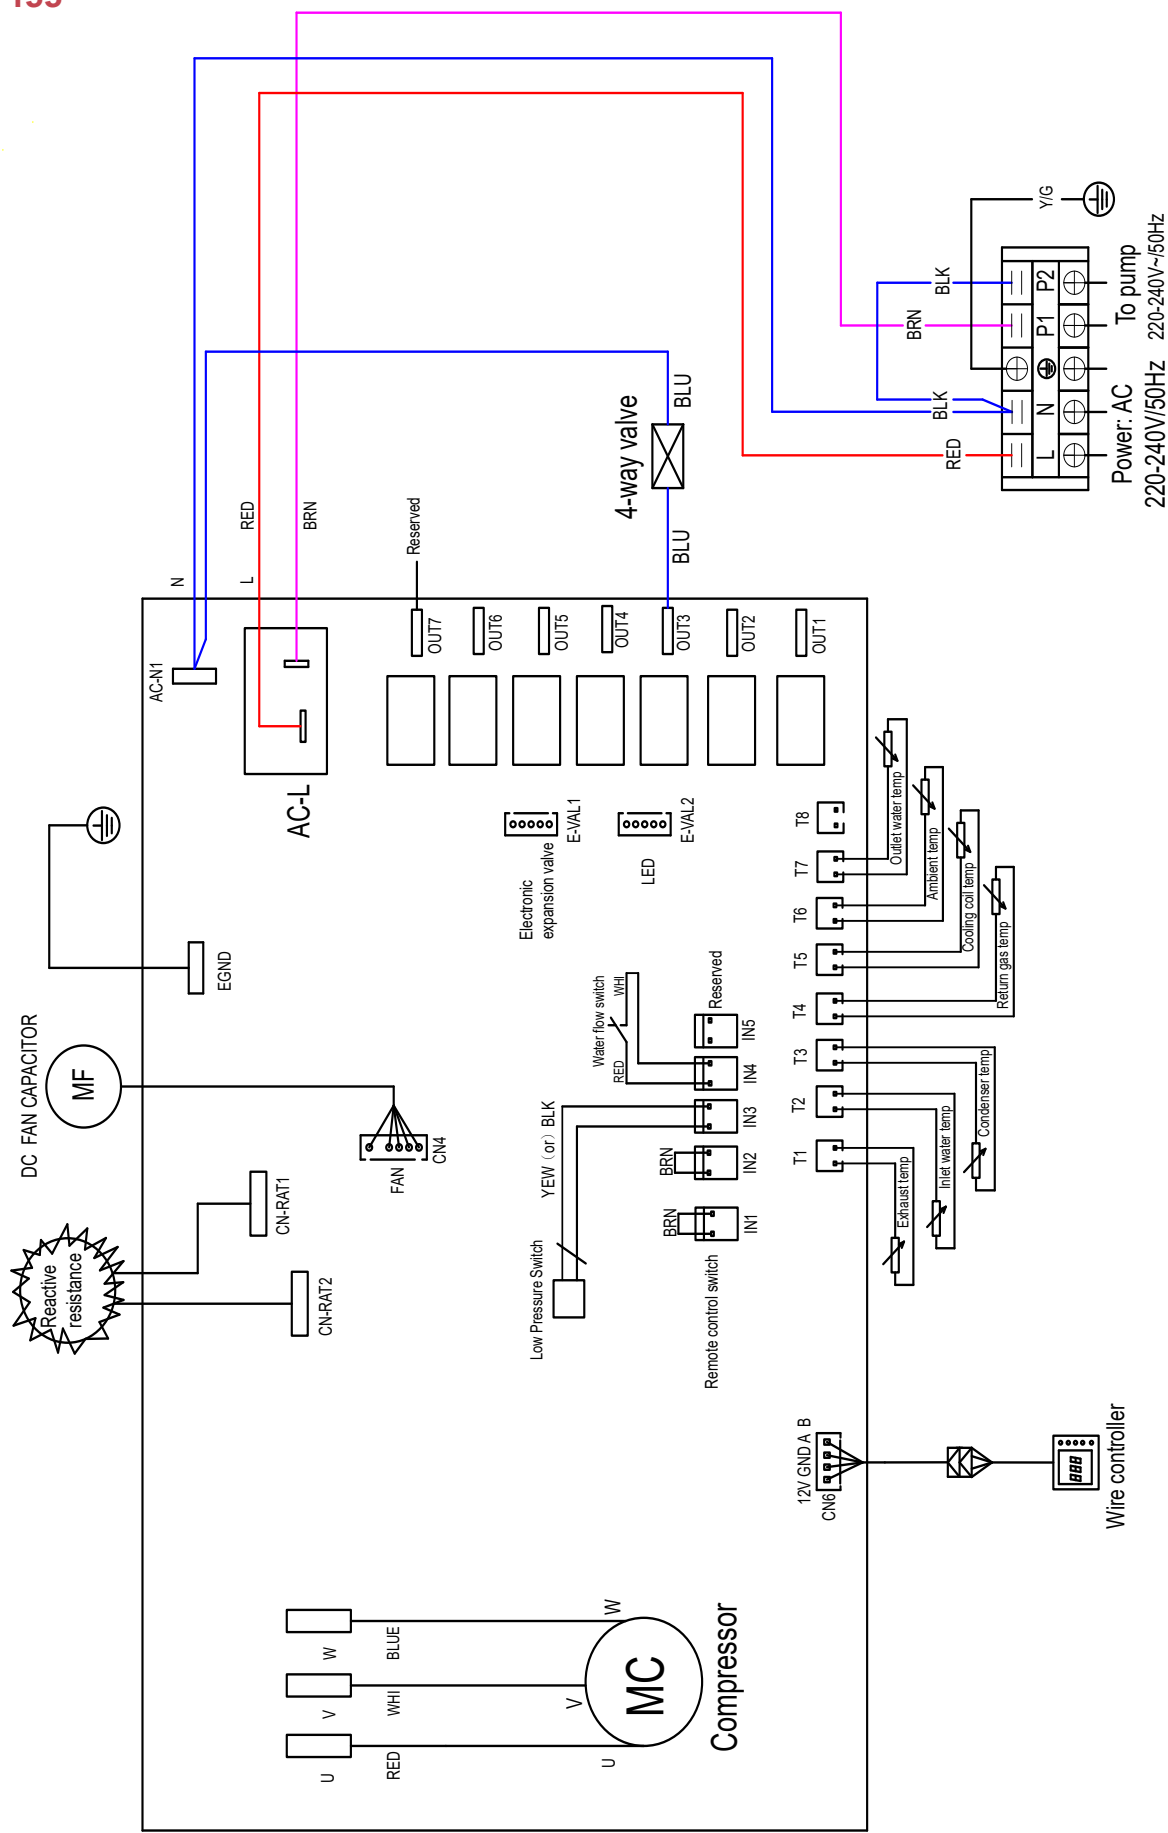 DC FAN CAPACITOR
MF
Reactive
resistance
CN-RAT1
CN-RAT2
FAN
CN4
EGND
AC-N1
N
L
RED
BRN
AC-L
Reserved
OUT7
OUT6
OUT5
OUT4
OUT3
OUT2
OUT1
BLU
4-way valve
BLU
Electronic
expansion valve
E-VAL1
LED
E-VAL2
Water flow switch
RED
WHI
Reserved
IN5
IN4
IN3
IN2
IN1
YEW (or) BLK
BRN
BRN
Low Pressure Switch
Remote control switch
T8
T7
T6
T5
T4
T3
T2
T1
Outlet water temp
Ambient temp
Cooling coil temp
Return gas temp
Condenser temp
Inlet water temp
Exhaust temp
12V GND A B
CN6
888
Wire controller
U
V
W
RED
WHI
BLUE
U
V
W
MC
Compressor
Y/G
BLK
BRN
BLK
RED
L
N
P1
P2
Power: AC
220-240V/50Hz
To pump
220-240V~/50Hz